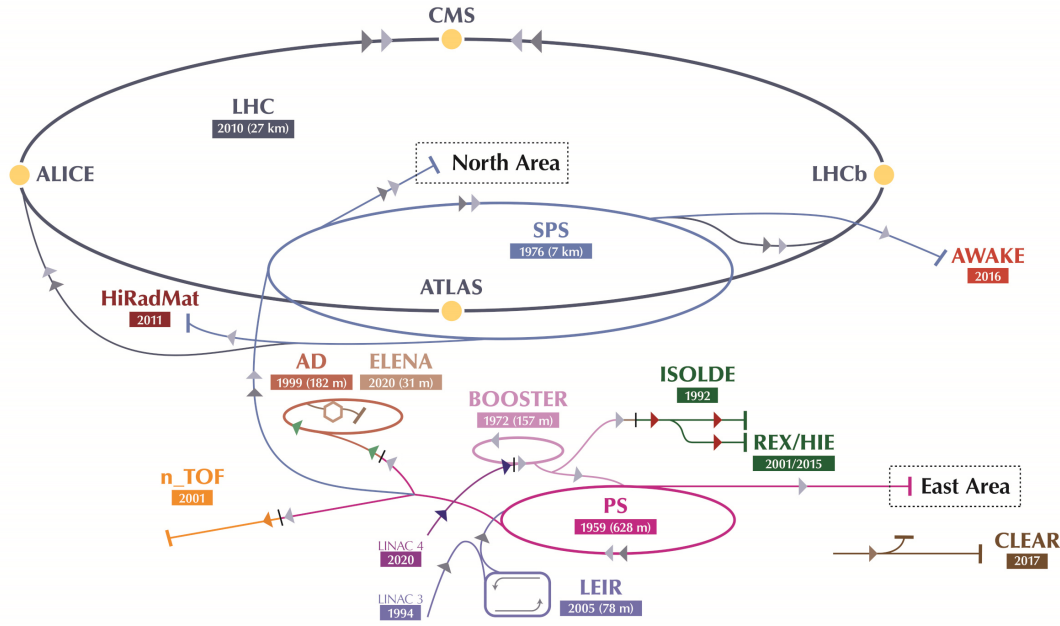 CMS
LHC
2010 (27 km)
North Area
ALICE
LHCb
SPS
1976 (7 km)
AWAKE
2016
ATLAS
HiRadMat
2011
AD
1999 (182 m)
ELENA
2020 (31 m)
ISOLDE
1992
BOOSTER
1972 (157 m)
REX/HIE
2001/2015
n_TOF
2001
East Area
PS
1959 (628 m)
LINAC 4
2020
CLEAR
2017
LINAC 3
1994
LEIR
2005 (78 m)